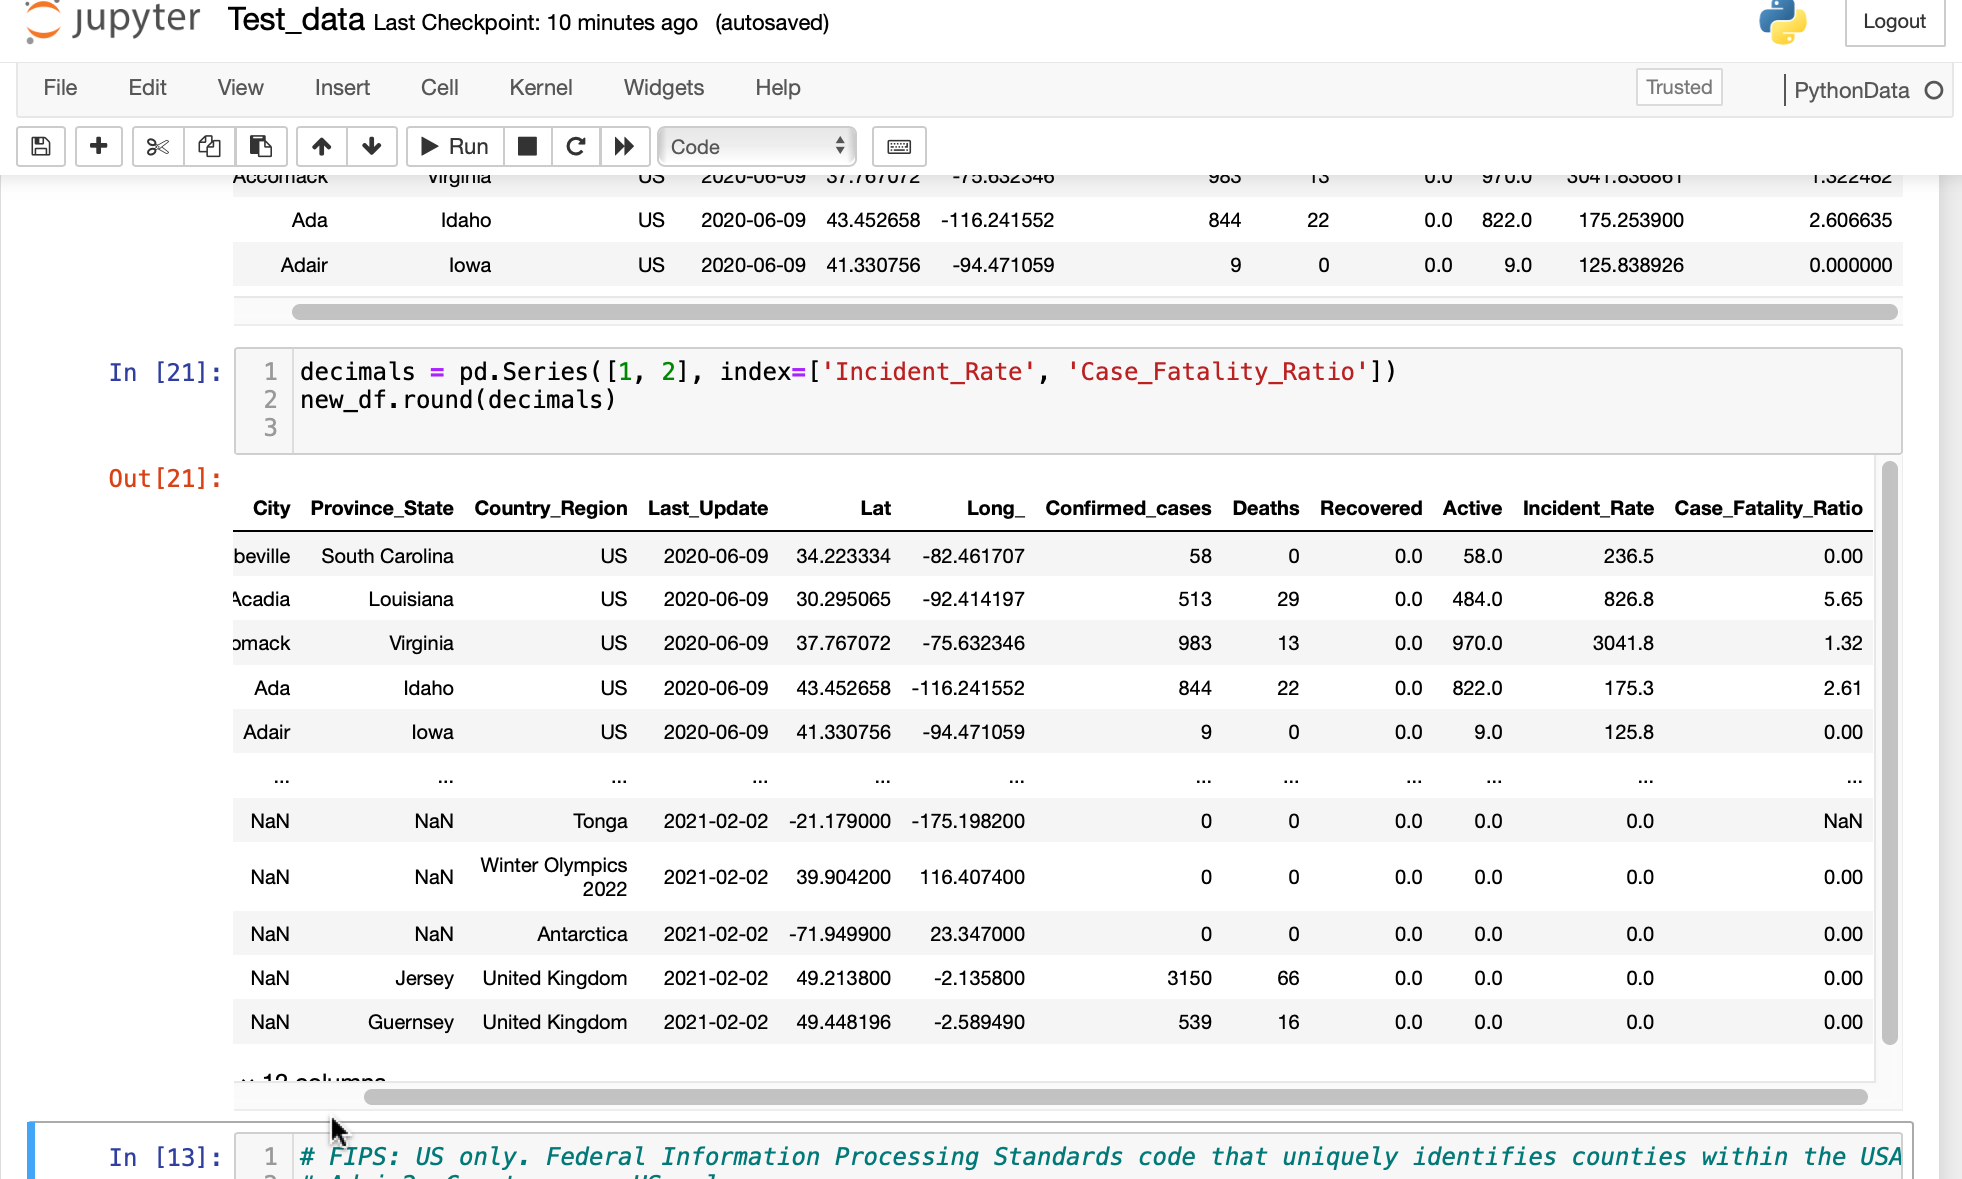 jupyter Test_data Last Checkpoint: 10 minutes ago (autosaved) Logout
File Edit View Insert Cell Kernel Widgets Help Trusted PythonData
Run Code
Accomack Virginia US 2020-06-09 37.767072 -75.632346 983 13 0.0 970.0 3041.836861 1.322482
Ada Idaho US 2020-06-09 43.452658 -116.241552 844 22 0.0 822.0 175.253900 2.606635
Adair Iowa US 2020-06-09 41.330756 -94.471059 9 0 0.0 9.0 125.838926 0.000000
In [21]: 1 decimals = pd.Series([1, 2], index=['Incident_Rate', 'Case_Fatality_Ratio'])
2 new_df.round(decimals)
3
Out[21]:
City Province_State Country_Region Last_Update Lat Long_ Confirmed_cases Deaths Recovered Active Incident_Rate Case_Fatality_Ratio
beville South Carolina US 2020-06-09 34.223334 -82.461707 58 0 0.0 58.0 236.5 0.00
Acadia Louisiana US 2020-06-09 30.295065 -92.414197 513 29 0.0 484.0 826.8 5.65
omack Virginia US 2020-06-09 37.767072 -75.632346 983 13 0.0 970.0 3041.8 1.32
Ada Idaho US 2020-06-09 43.452658 -116.241552 844 22 0.0 822.0 175.3 2.61
Adair Iowa US 2020-06-09 41.330756 -94.471059 9 0 0.0 9.0 125.8 0.00
... ... ... ... ... ... ... ... ... ... ... ...
NaN NaN Tonga 2021-02-02 -21.179000 -175.198200 0 0 0.0 0.0 0.0 NaN
NaN NaN Winter Olympics 2022 2021-02-02 39.904200 116.407400 0 0 0.0 0.0 0.0 0.00
NaN NaN Antarctica 2021-02-02 -71.949900 23.347000 0 0 0.0 0.0 0.0 0.00
NaN Jersey United Kingdom 2021-02-02 49.213800 -2.135800 3150 66 0.0 0.0 0.0 0.00
NaN Guernsey United Kingdom 2021-02-02 49.448196 -2.589490 539 16 0.0 0.0 0.0 0.00
× 12 columns
In [13]: 1 # FIPS: US only. Federal Information Processing Standards code that uniquely identifies counties within the USA